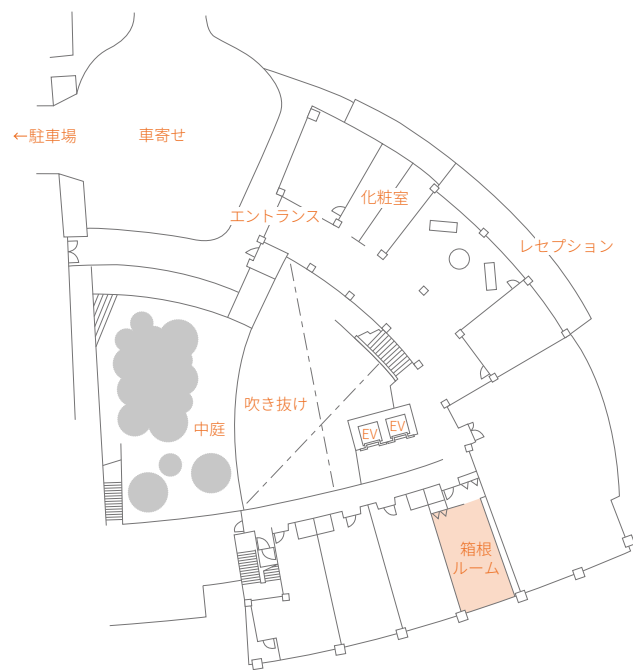 ←駐車場
車寄せ
化粧室
エントランス
レセプション
吹き抜け
中庭
EV
EV
箱根
ルーム